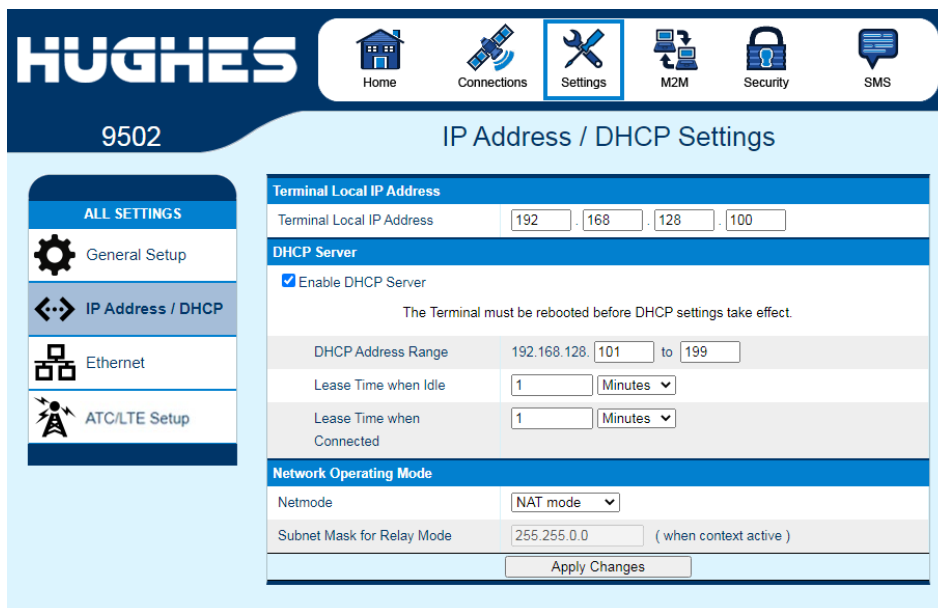 HUGHES
Home
Connections
Settings
M2M
Security
SMS
9502
IP Address / DHCP Settings
ALL SETTINGS
General Setup
IP Address / DHCP
Ethernet
ATC/LTE Setup
Terminal Local IP Address
Terminal Local IP Address 192 . 168 . 128 . 100
DHCP Server
Enable DHCP Server
The Terminal must be rebooted before DHCP settings take effect.
DHCP Address Range 192.168.128. 101 to 199
Lease Time when Idle 1 Minutes
Lease Time when 1 Minutes
Connected
Network Operating Mode
Netmode NAT mode
Subnet Mask for Relay Mode 255.255.0.0 ( when context active )
Apply Changes